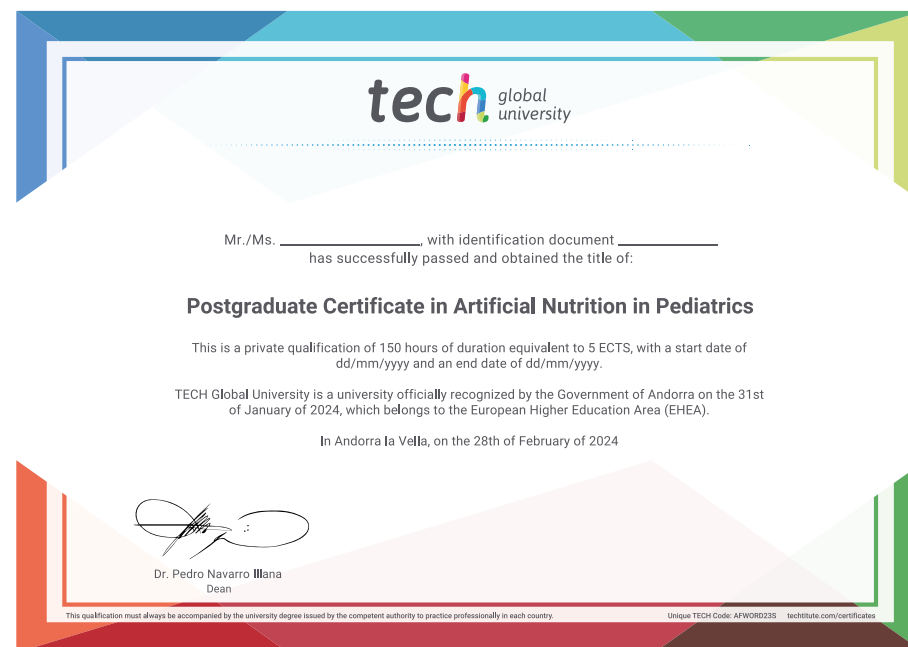 tech global university
Mr./Ms. ____________________, with identification document ______________
has successfully passed and obtained the title of:
Postgraduate Certificate in Artificial Nutrition in Pediatrics
This is a private qualification of 150 hours of duration equivalent to 5 ECTS, with a start date of
dd/mm/yyyy and an end date of dd/mm/yyyy.
TECH Global University is a university officially recognized by the Government of Andorra on the 31st
of January of 2024, which belongs to the European Higher Education Area (EHEA).
In Andorra la Vella, on the 28th of February of 2024
Dr. Pedro Navarro Illana
Dean
This qualification must always be accompanied by the university degree issued by the competent authority to practice professionally in each country.
Unique TECH Code: AFWORD23S techtitute.com/certificates